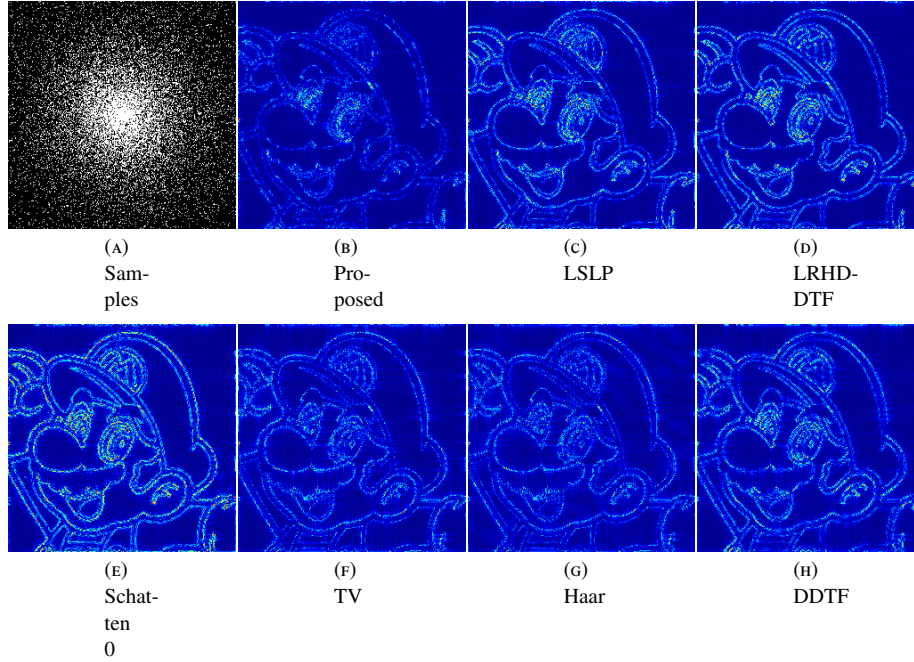 (A)
Sam-
ples
(B)
Pro-
posed
(C)
LSLP
(D)
LRHD-
DTF
(E)
Schat-
ten
0
(F)
TV
(G)
Haar
(H)
DDTF